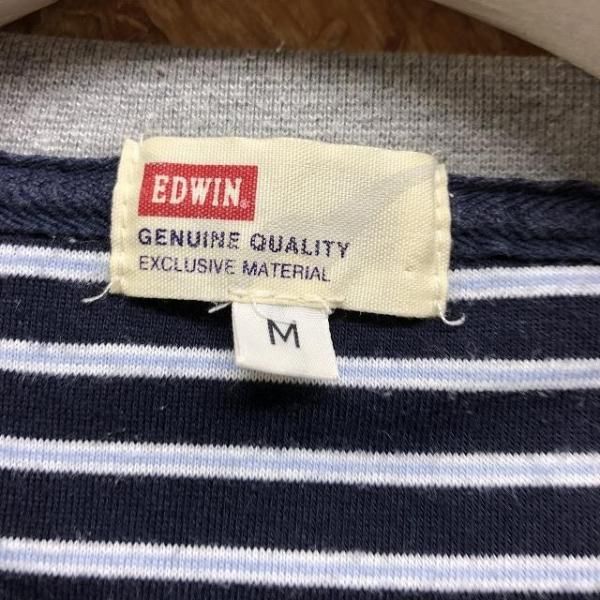 EDWIN®
GENUINE QUALITY
EXCLUSIVE MATERIAL
M